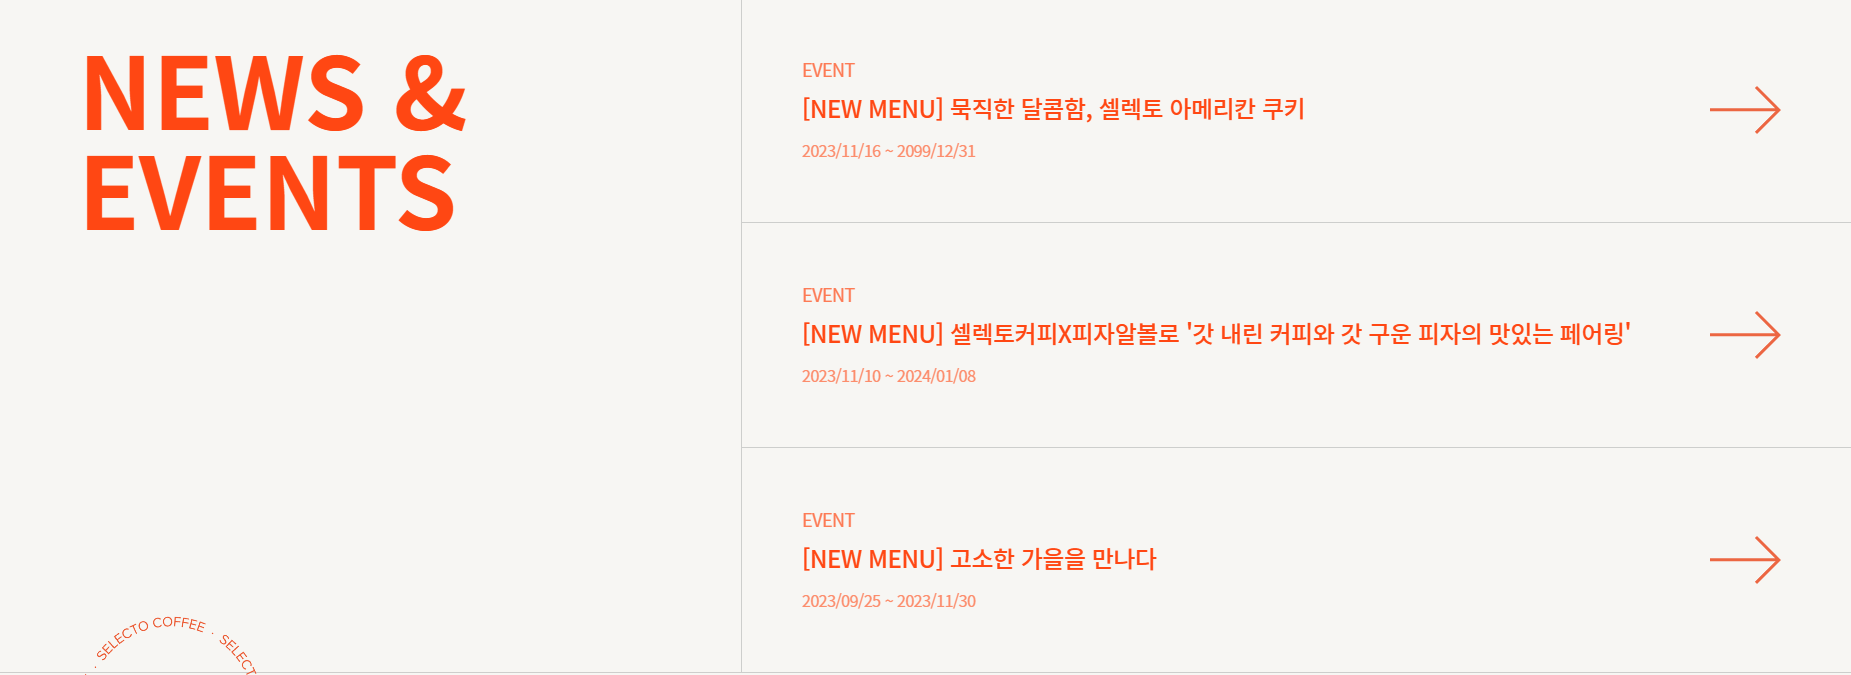 NEWS &
EVENTS
EVENT
[NEW MENU] 묵직한 달콤함, 셀렉토 아메리칸 쿠키
2023/11/16 ~ 2099/12/31
EVENT
[NEW MENU] 셀렉토커피X피자알볼로 '갓 내린 커피와 갓 구운 피자의 맛있는 페어링'
2023/11/10 ~ 2024/01/08
EVENT
[NEW MENU] 고소한 가을을 만나다
2023/09/25 ~ 2023/11/30
· SELECTO COFFEE · SELECT